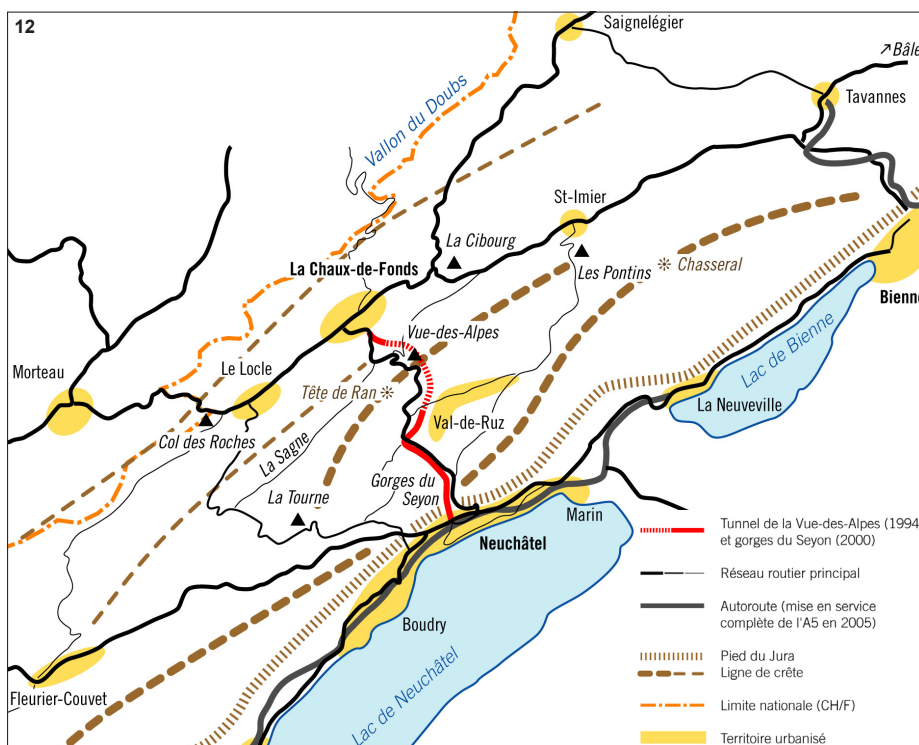 12
Saignelégier
↗Bâle
Tavannes
Vallon du Doubs
St-Imier
La Cibourg
Les Pontins
Chasseral
La Chaux-de-Fonds
Bienne
Vue-des-Alpes
Lac de Bienne
Morteau
Le Locle
Tête de Ran
La Neuveville
Val-de-Ruz
Col des Roches
La Sagne
Gorges du
Seyon
La Tourne
Marin
Neuchâtel
Boudry
Lac de Neuchâtel
Fleurier-Couvet
Tunnel de la Vue-des-Alpes (1994
et gorges du Seyon (2000)
Réseau routier principal
Autoroute (mise en service
complète de l'A5 en 2005)
Pied du Jura
Ligne de crête
Limite nationale (CH/F)
Territoire urbanisé